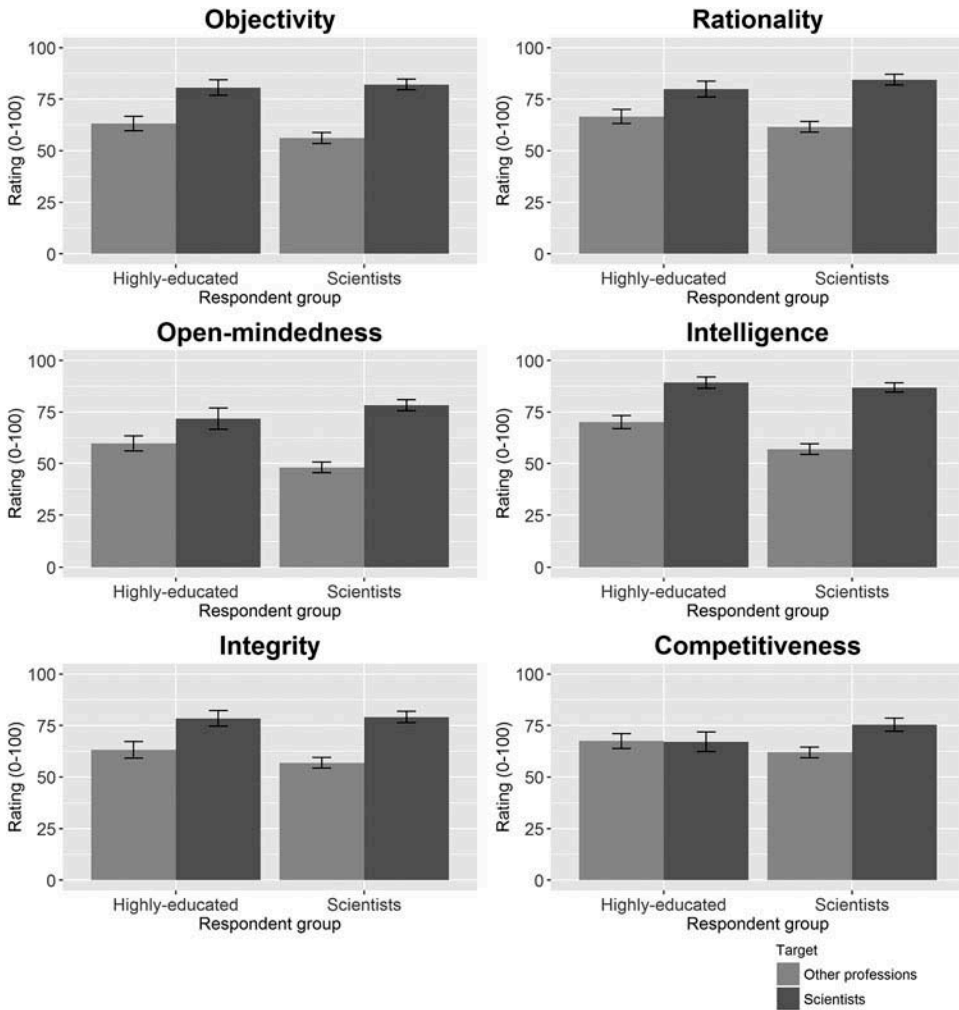 Objectivity
100
75
50
25
0
Rating (0-100)
Highly-educated Scientists
Respondent group
Rationality
100
75
50
25
0
Rating (0-100)
Highly-educated Scientists
Respondent group
Open-mindedness
100
75
50
25
0
Rating (0-100)
Highly-educated Scientists
Respondent group
Intelligence
100
75
50
25
0
Rating (0-100)
Highly-educated Scientists
Respondent group
Integrity
100
75
50
25
0
Rating (0-100)
Highly-educated Scientists
Respondent group
Competitiveness
100
75
50
25
0
Rating (0-100)
Highly-educated Scientists
Respondent group
Target
Other professions
Scientists